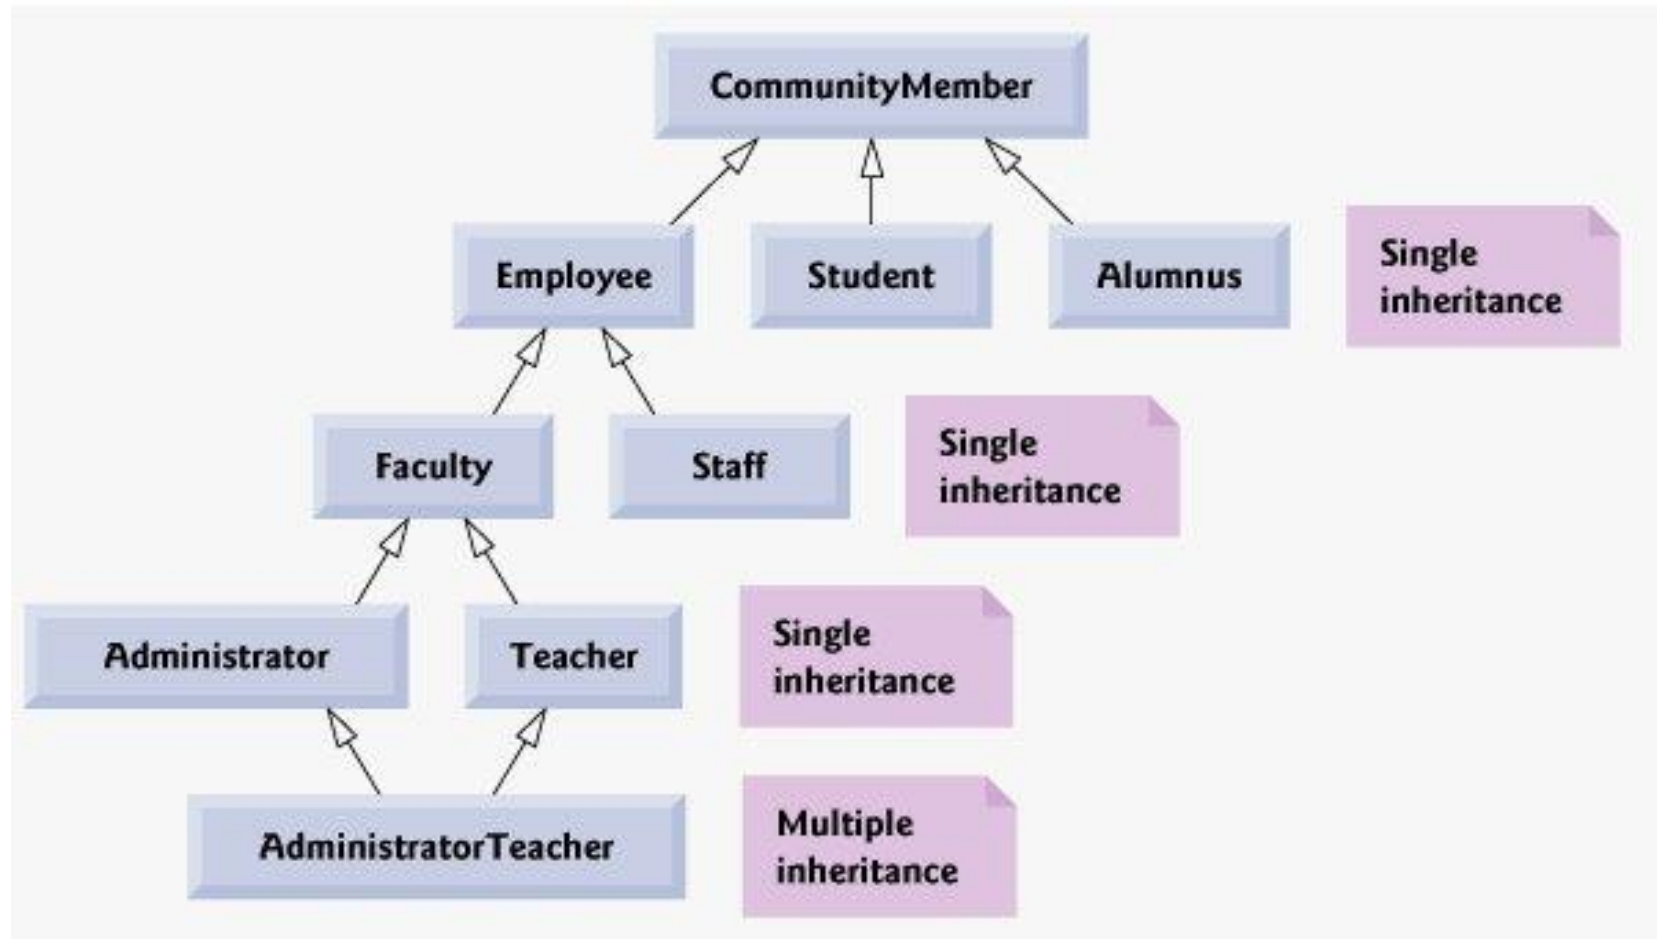 CommunityMember
Employee
Student
Alumnus
Single
inheritance
Faculty
Staff
Single
inheritance
Administrator
Teacher
Single
inheritance
AdministratorTeacher
Multiple
inheritance